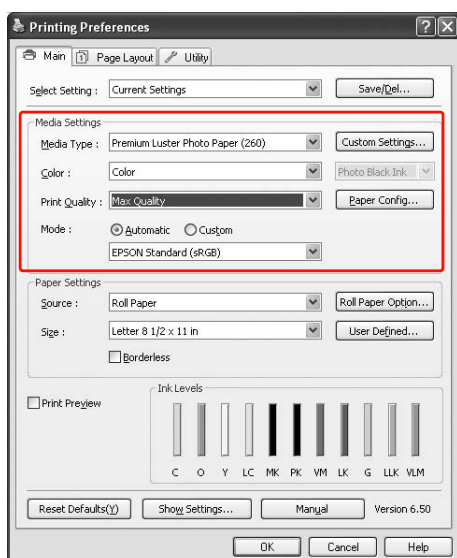 Printing Preferences
Main Page Layout Utility
Select Setting : Current Settings Save/Del...
Media Settings
Media Type : Premium Luster Photo Paper (260) Custom Settings...
Color : Color Photo Black Ink
Print Quality : Max Quality Paper Config...
Mode : Automatic Custom
EPSON Standard (sRGB)
Paper Settings
Source : Roll Paper Roll Paper Option...
Size : Letter 8 1/2 x 11 in User Defined...
Borderless
Print Preview
Ink Levels
C O Y LC MK PK VM LK G LLK VLM
Reset Defaults(Y) Show Settings... Manual Version 6.50
OK Cancel Help